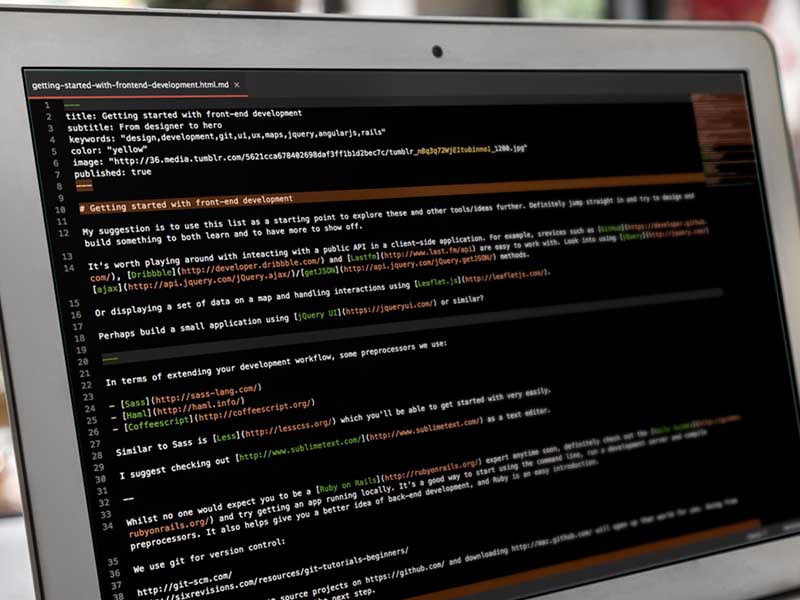 getting-started-with-frontend-development.html.md ×
1 ---
2 title: Getting started with front-end development
3 subtitle: From designer to hero
4 keywords: "design,development,git,ui,ux,maps,jquery,angularjs,rails"
5 color: "yellow"
6 image: "http://36.media.tumblr.com/5621cca678402698daf3ff1b1d2bec7c/tumblr_n8q3q72WjE1tubinno1_1280.jpg"
7 published: true
8 ---
9
10 # Getting started with front-end development
11
12 My suggestion is to use this list as a starting point to explore these and other tools/ideas further. Definitely jump straight in and try to design and
build something to both learn and to have more to show off.
13
14 It's worth playing around with inteacting with a public API in a client-side application. For example, srevices such as [GitHub](https://developer.github.
com/), [Dribbble](http://developer.dribbble.com/) and [Lastfm](http://www.last.fm/api) are easy to work with. Look into using [jQuery](http://jquery.com/)
[ajax](http://api.jquery.com/jQuery.ajax/)/[getJSON](http://api.jquery.com/jQuery.getJSON/) methods.
15
16 Or displaying a set of data on a map and handling interactions using [Leaflet.js](http://leafletjs.com/).
17
18 Perhaps build a small application using [jQuery UI](https://jqueryui.com/) or similar?
19
20 ---
21
22 In terms of extending your development workflow, some preprocessors we use:
23
24 - [Sass](http://sass-lang.com/)
25 - [Haml](http://haml.info/)
26 - [Coffeescript](http://coffeescript.org/)
27
28 Similar to Sass is [Less](http://lesscss.org/) which you'll be able to get started with very easily.
29
30 I suggest checking out [http://www.sublimetext.com/](http://www.sublimetext.com/) as a text editor.
31
32 --
33
34 Whilst no one would expect you to be a [Ruby on Rails](http://rubyonrails.org/) expert anytime soon, definitely check out the [Rails
rubyonrails.org/) and try getting an app running locally. It's a good way to start using the command line, run a development server and compile
preprocessors. It also helps give you a better idea of back-end development, and Ruby is an easy introduction.
35
36 We use git for version control:
37
38 http://git-scm.com/
sixrevisions.com/resources/git-tutorials-beginners/
source projects on https://github.com/ and downloading http://mac.github.com/ will open up that world for you.
the next step.